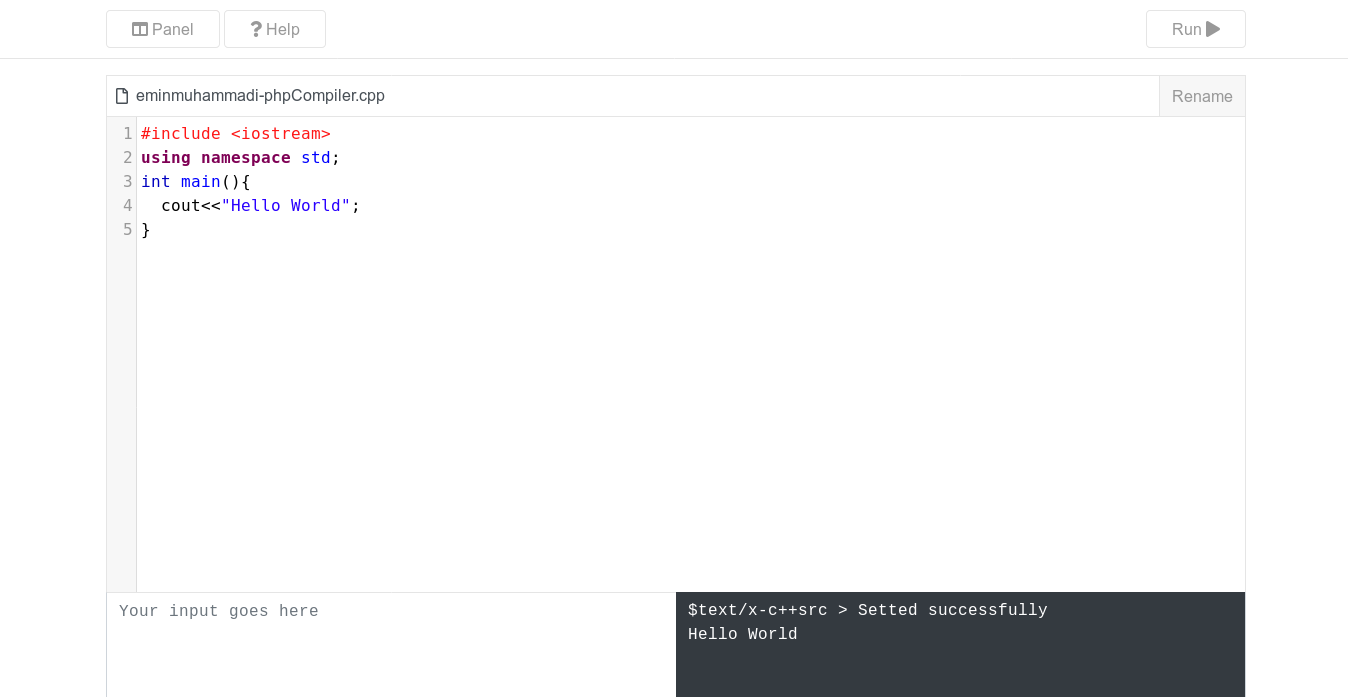 Panel
Help
Run
eminmuhammadi-phpCompiler.cpp
Rename
1 #include <iostream>
2 using namespace std;
3 int main(){
4   cout<<"Hello World";
5 }
Your input goes here
$text/x-c++src > Setted successfully
Hello World